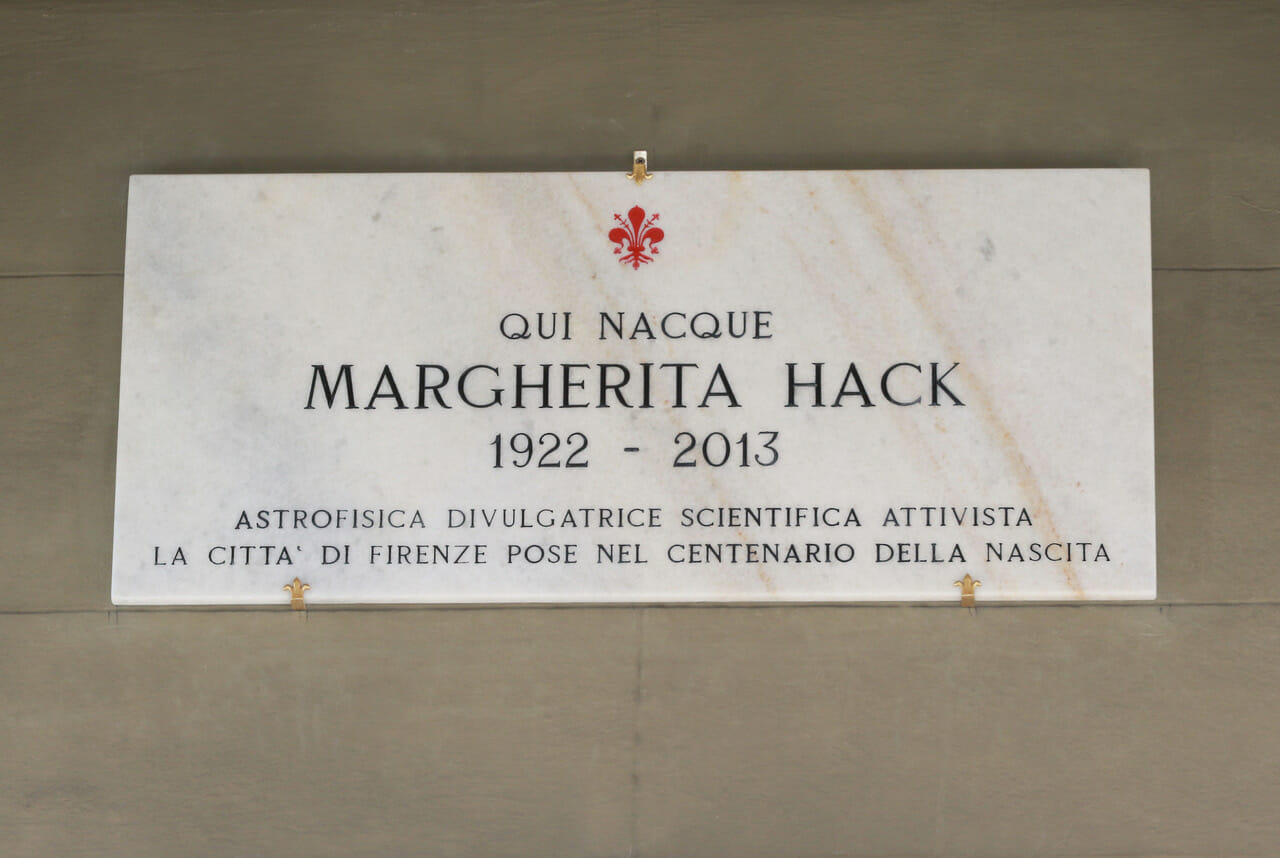 QUI NACQUE
MARGHERITA HACK
1922 - 2013
ASTROFISICA DIVULGATRICE SCIENTIFICA ATTIVISTA
LA CITTA' DI FIRENZE POSE NEL CENTENARIO DELLA NASCITA